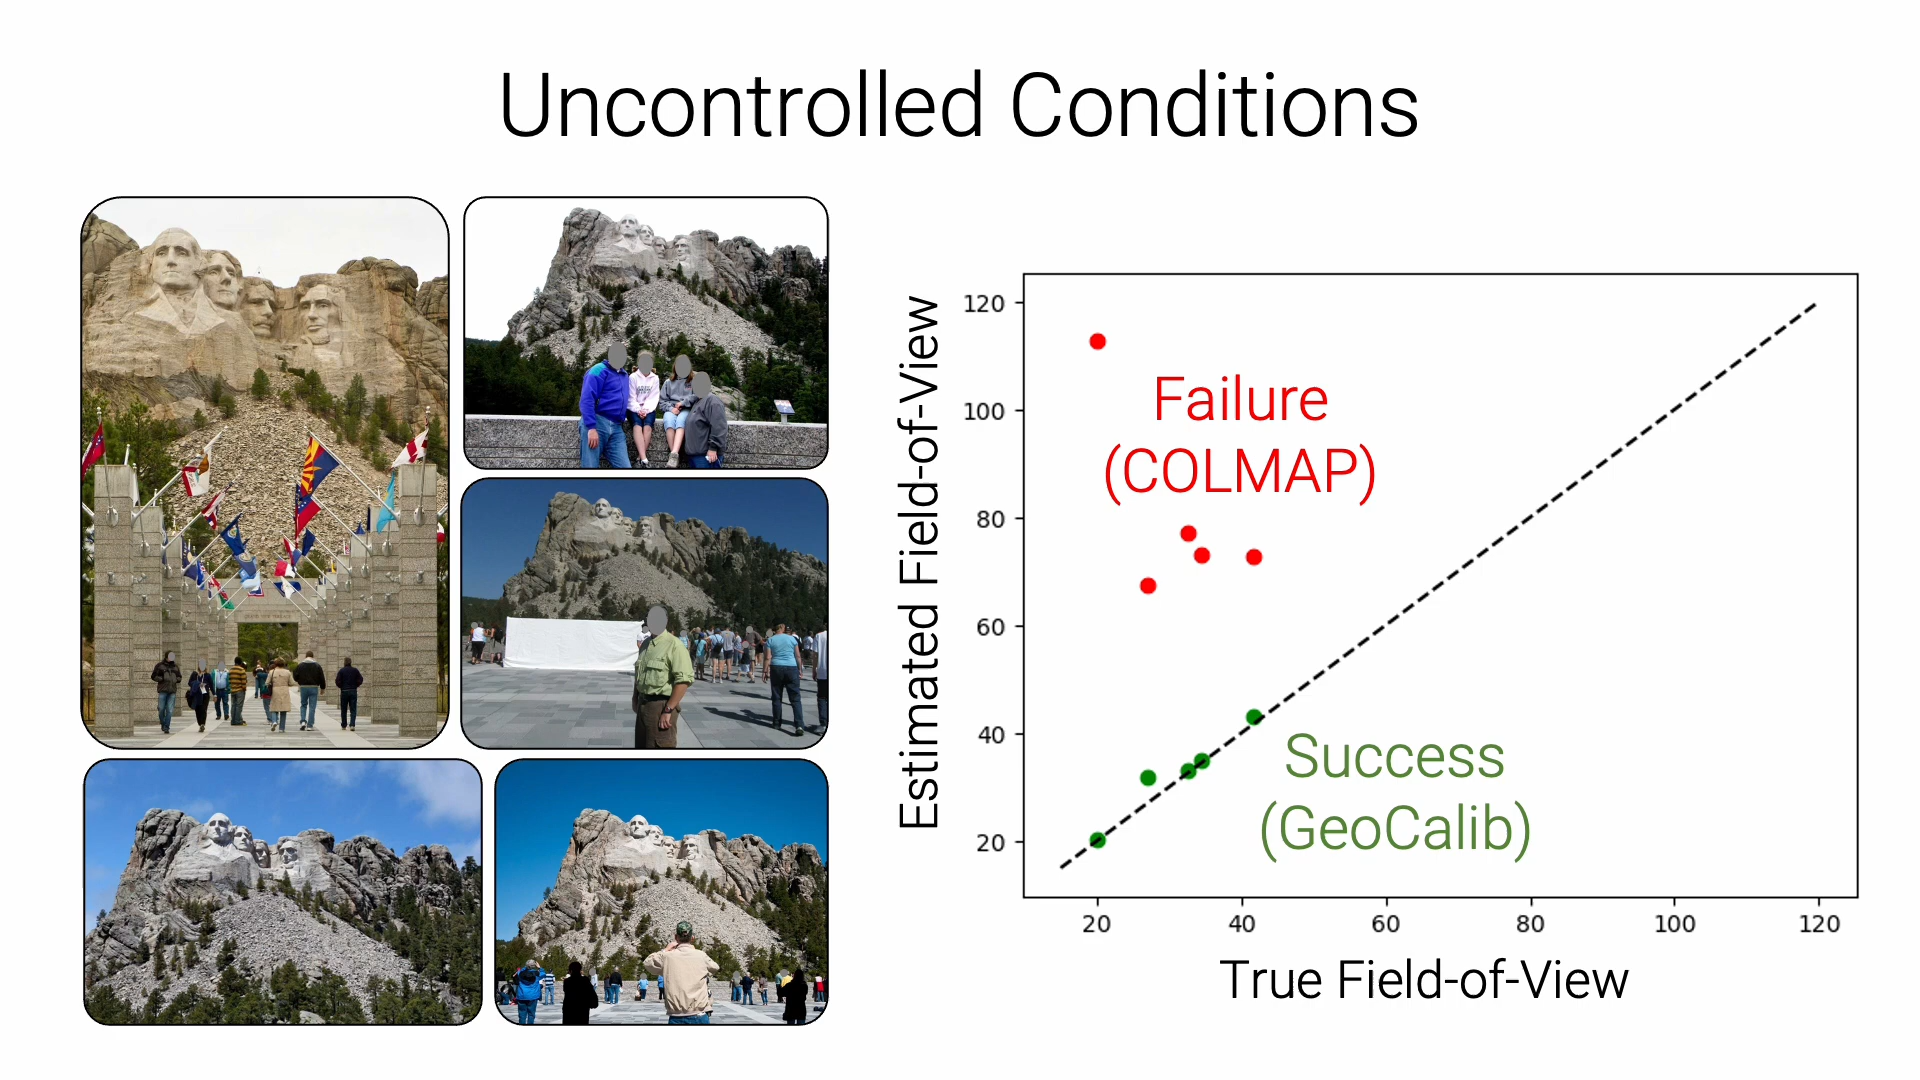 Uncontrolled Conditions
Estimated Field-of-View
120
100
80
60
40
20
Failure
(COLMAP)
Success
(GeoCalib)
20 40 60 80 100 120
True Field-of-View